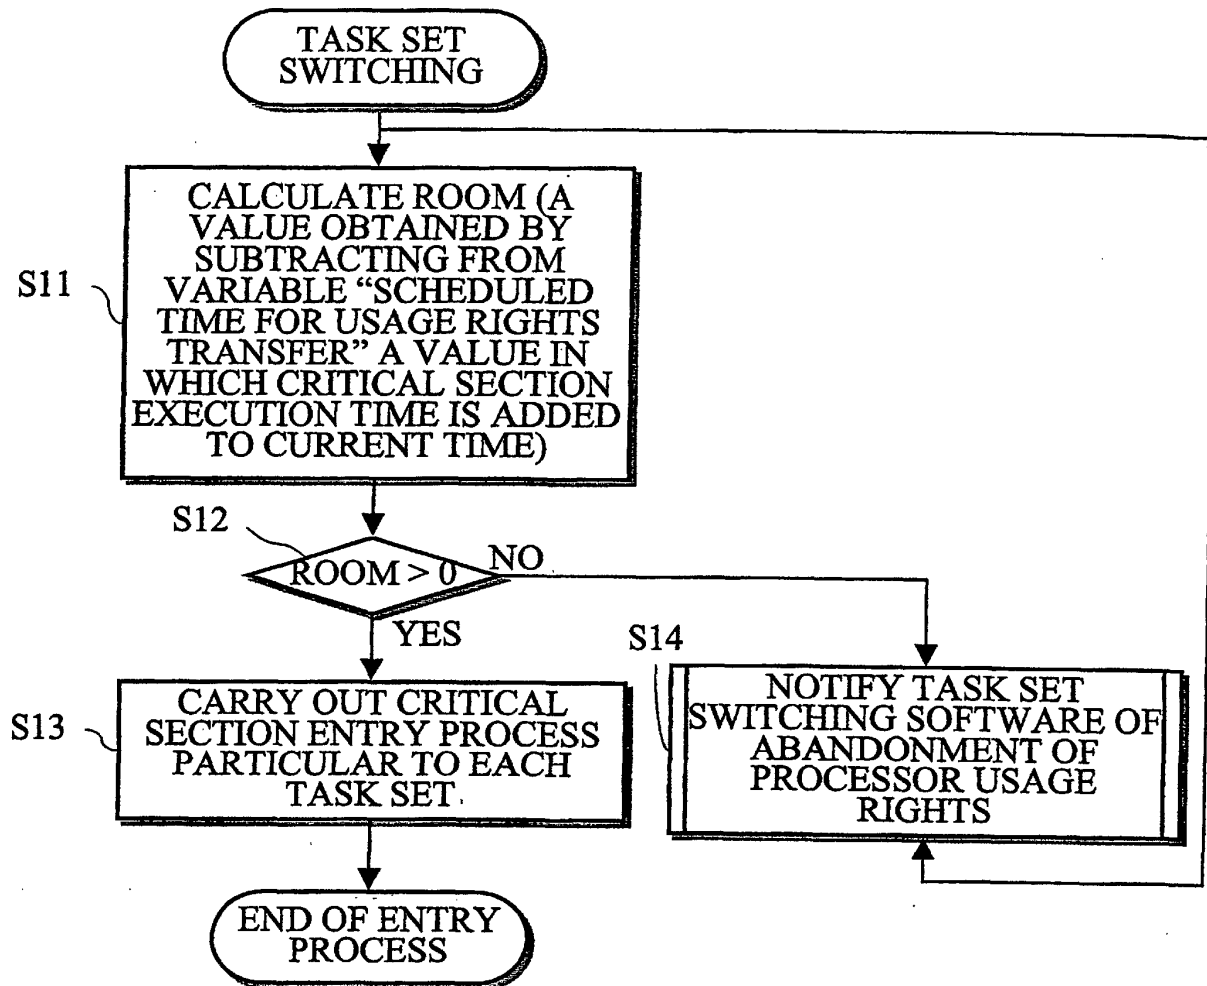 TASK SET
SWITCHING
S11
CALCULATE ROOM (A
VALUE OBTAINED BY
SUBTRACTING FROM
VARIABLE “SCHEDULED
TIME FOR USAGE RIGHTS
TRANSFER” A VALUE IN
WHICH CRITICAL SECTION
EXECUTION TIME IS ADDED
TO CURRENT TIME)
S12
ROOM > 0
NO
YES
S13
CARRY OUT CRITICAL
SECTION ENTRY PROCESS
PARTICULAR TO EACH
TASK SET
S14
NOTIFY TASK SET
SWITCHING SOFTWARE OF
ABANDONMENT OF
PROCESSOR USAGE
RIGHTS
END OF ENTRY
PROCESS